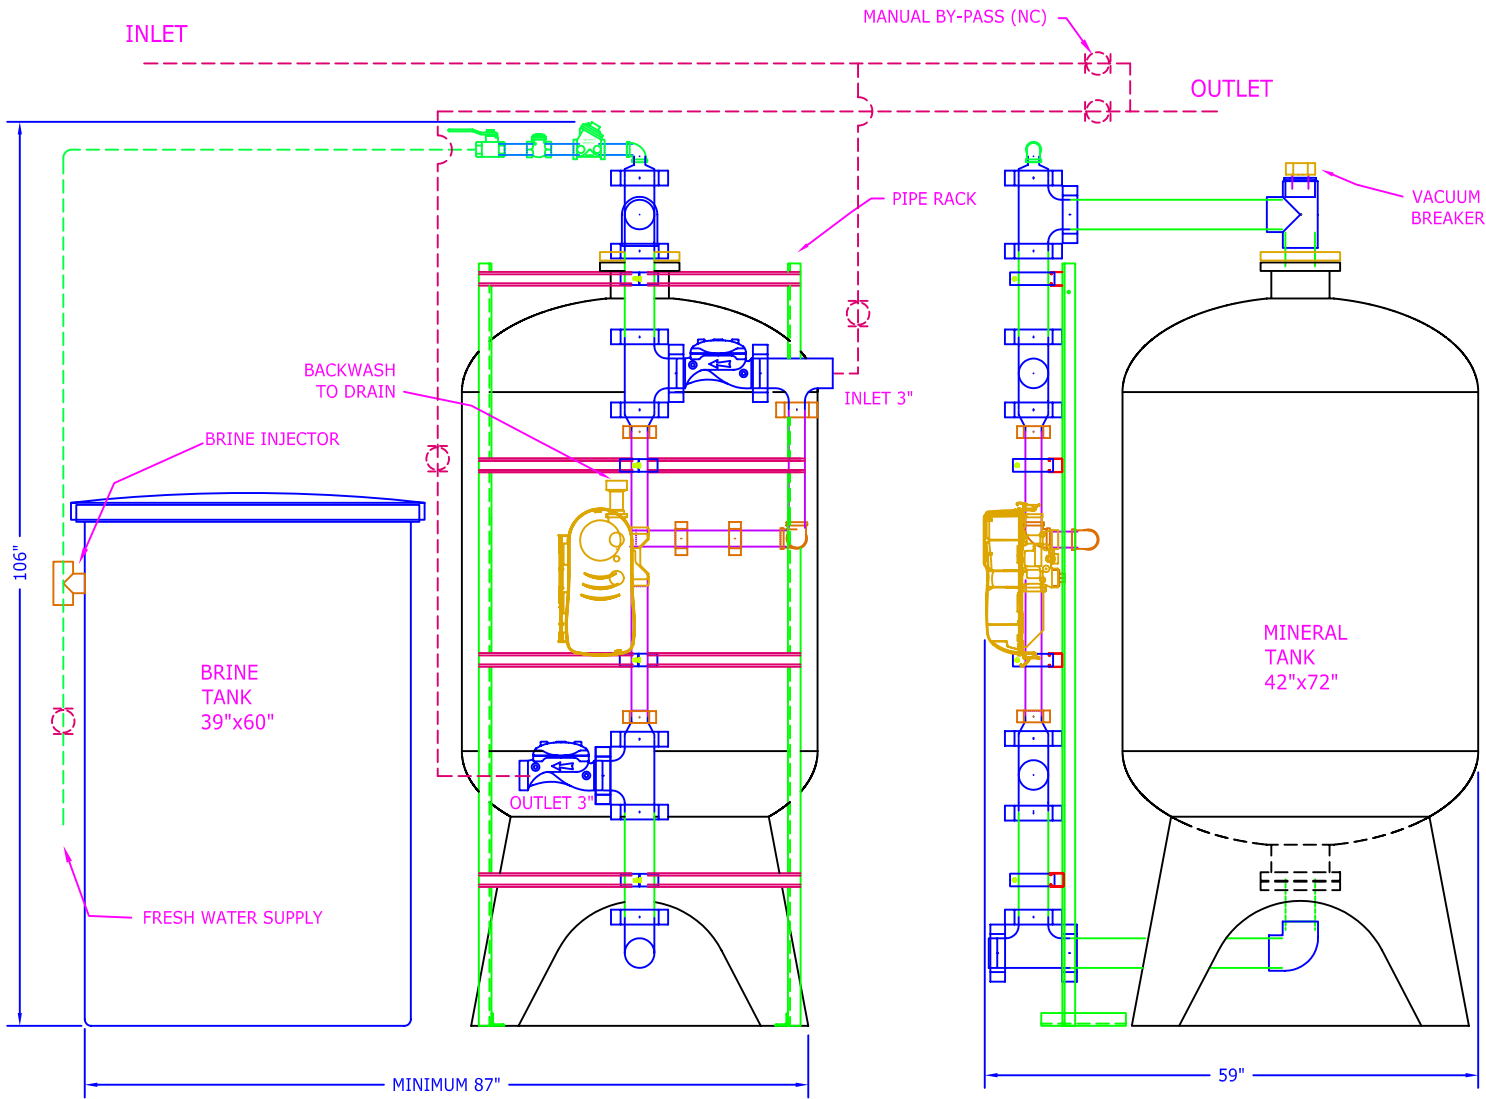 INLET
MANUAL BY-PASS (NC)
OUTLET
PIPE RACK
VACUUM
BREAKER
BACKWASH
TO DRAIN
INLET 3"
BRINE INJECTOR
106"
MINERAL
TANK
42"x72"
BRINE
TANK
39"x60"
OUTLET 3"
FRESH WATER SUPPLY
MINIMUM 87"
59"